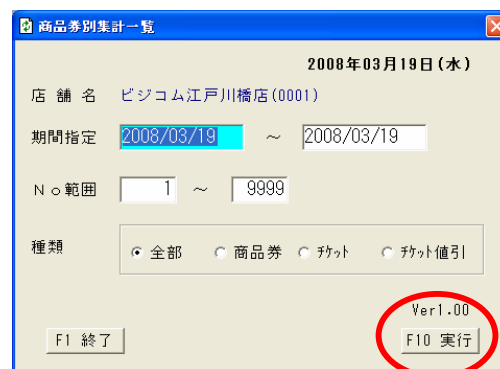 商品券別集計一覧
2008年03月19日(水)
店舗名 ビジコム江戸川橋店(0001)
期間指定 2008/03/19 ～ 2008/03/19
No範囲 1 ～ 9999
種類 全部 商品券 ﾁｹｯﾄ ﾁｹｯﾄ値引
Ver1.00
F1 終了 F10 実行